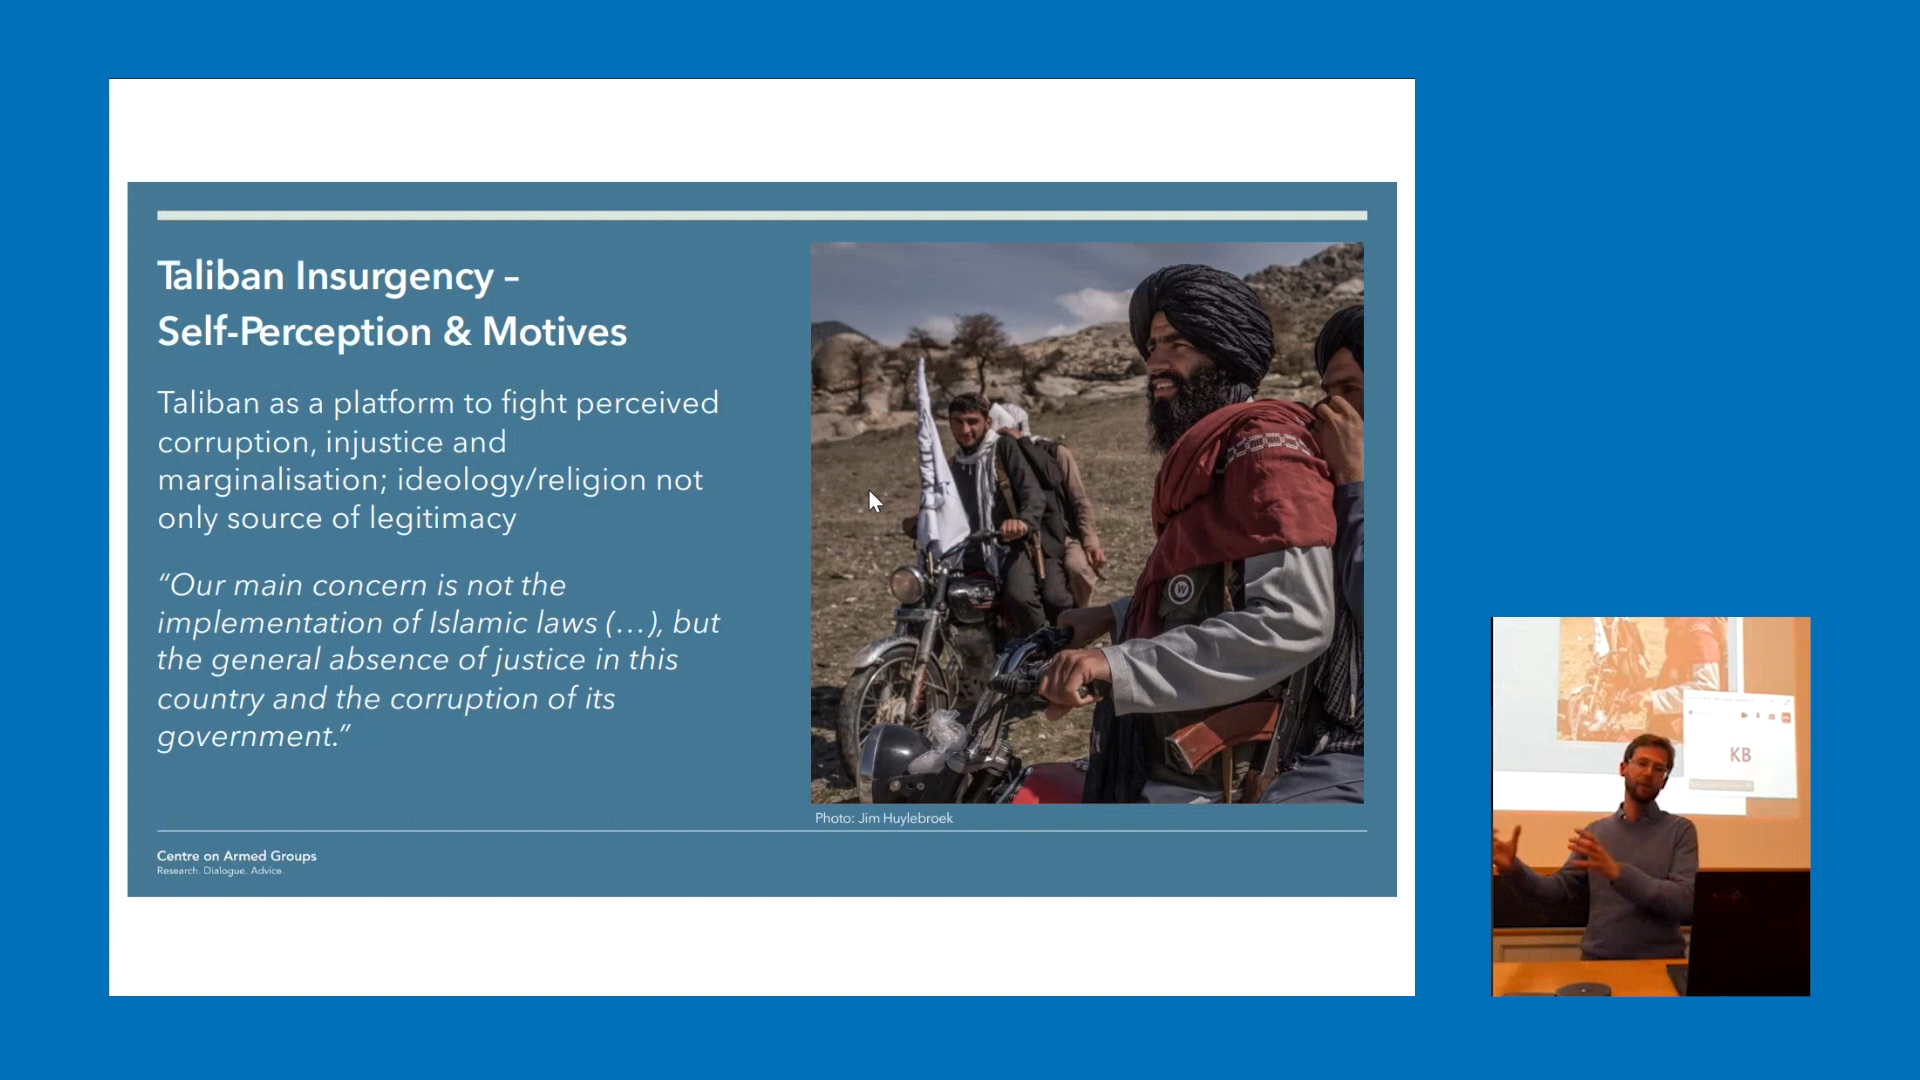 Taliban Insurgency –
Self-Perception & Motives
Taliban as a platform to fight perceived
corruption, injustice and
marginalisation; ideology/religion not
only source of legitimacy
“Our main concern is not the
implementation of Islamic laws (…), but
the general absence of justice in this
country and the corruption of its
government.”
Photo: Jim Huylebroek
Centre on Armed Groups
Research. Dialogue. Advice.
KB